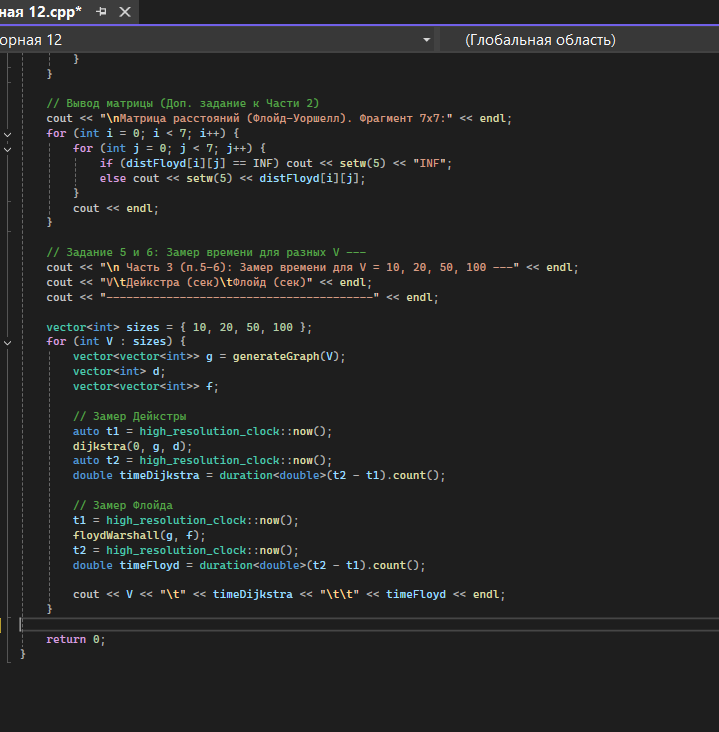 ная 12.cpp*
орная 12
(Глобальная область)
}
}
// Вывод матрицы (Доп. задание к Части 2)
cout << "\nМатрица расстояний (Флойд-Уоршелл). Фрагмент 7x7:" << endl;
for (int i = 0; i < 7; i++) {
for (int j = 0; j < 7; j++) {
if (distFloyd[i][j] == INF) cout << setw(5) << "INF";
else cout << setw(5) << distFloyd[i][j];
}
cout << endl;
}
// Задание 5 и 6: Замер времени для разных V ---
cout << "\n Часть 3 (п.5-6): Замер времени для V = 10, 20, 50, 100 ---" << endl;
cout << "V\tДейкстра (сек)\tФлойд (сек)" << endl;
cout << "----------------------------------------" << endl;
vector<int> sizes = { 10, 20, 50, 100 };
for (int V : sizes) {
vector<vector<int>> g = generateGraph(V);
vector<int> d;
vector<vector<int>> f;
// Замер Дейкстры
auto t1 = high_resolution_clock::now();
dijkstra(0, g, d);
auto t2 = high_resolution_clock::now();
double timeDijkstra = duration<double>(t2 - t1).count();
// Замер Флойда
t1 = high_resolution_clock::now();
floydWarshall(g, f);
t2 = high_resolution_clock::now();
double timeFloyd = duration<double>(t2 - t1).count();
cout << V << "\t" << timeDijkstra << "\t\t" << timeFloyd << endl;
}
return 0;
}